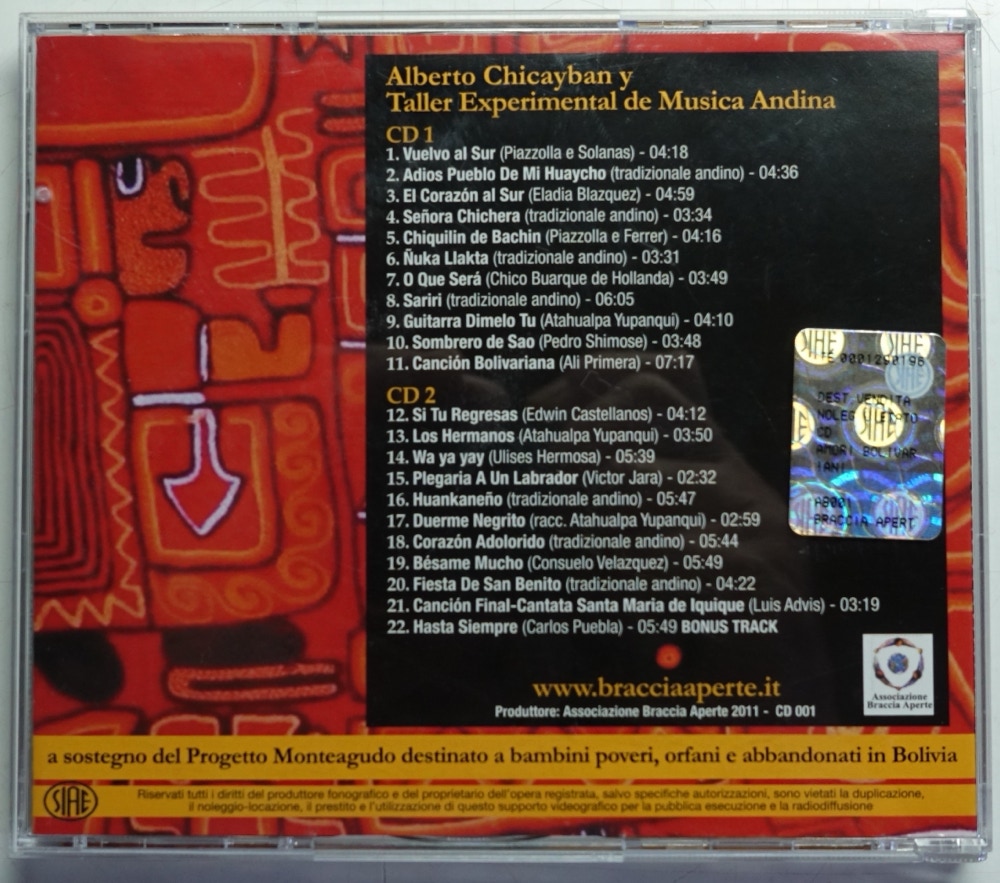 Alberto Chicayban y
Taller Experimental de Musica Andina
CD 1
1. Vuelvo al Sur (Piazzolla e Solanas) - 04:18
2. Adios Pueblo De Mi Huaycho (tradizionale andino) - 04:36
3. El Corazón al Sur (Eladia Blazquez) - 04:59
4. Señora Chichera (tradizionale andino) - 03:34
5. Chiquilin de Bachin (Piazzolla e Ferrer) - 04:16
6. Ñuka Llakta (tradizionale andino) - 03:31
7. O Que Será (Chico Buarque de Hollanda) - 03:49
8. Sariri (tradizionale andino) - 06:05
9. Guitarra Dimelo Tu (Atahualpa Yupanqui) - 04:10
10. Sombrero de Sao (Pedro Shimose) - 03:48
11. Canción Bolivariana (Ali Primera) - 07:17
CD 2
12. Si Tu Regresas (Edwin Castellanos) - 04:12
13. Los Hermanos (Atahualpa Yupanqui) - 03:50
14. Wa ya yay (Ulises Hermosa) - 05:39
15. Plegaria A Un Labrador (Victor Jara) - 02:32
16. Huankaneño (tradizionale andino) - 05:47
17. Duerme Negrito (racc. Atahualpa Yupanqui) - 02:59
18. Corazón Adolorido (tradizionale andino) - 05:44
19. Bésame Mucho (Consuelo Velazquez) - 05:49
20. Fiesta De San Benito (tradizionale andino) - 04:22
21. Canción Final-Cantata Santa Maria de Iquique (Luis Advis) - 03:19
22. Hasta Siempre (Carlos Puebla) - 05:49 BONUS TRACK
www.bracciaaperte.it
Produttore: Associazione Braccia Aperte 2011 - CD 001
Associazione
Braccia Aperte
SIAE
DEST VENDITA
CD
AMORI BOLIVAR
IANI
AB001
BRACCIA APERT
a sostegno del Progetto Monteagudo destinato a bambini poveri, orfani e abbandonati in Bolivia
SIAE
Riservati tutti i diritti del produttore fonografico e del proprietario dell'opera registrata, salvo specifiche autorizzazioni, sono vietati la duplicazione,
il noleggio-locazione, il prestito e l'utilizzazione di questo supporto videografico per la pubblica esecuzione e la radiodiffusione